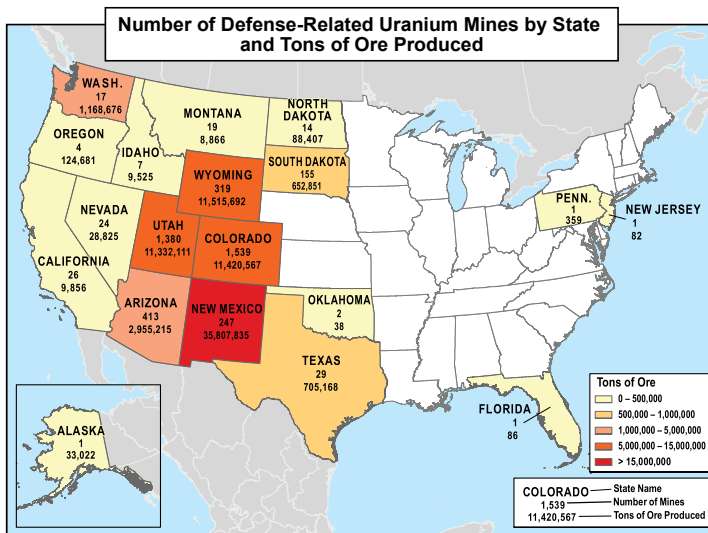 Number of Defense-Related Uranium Mines by State
and Tons of Ore Produced
WASH.
17
1,168,676
MONTANA
19
8,866
NORTH
DAKOTA
14
88,407
OREGON
4
124,681
IDAHO
7
9,525
SOUTH DAKOTA
155
652,851
WYOMING
319
11,515,692
PENN.
1
359
NEW JERSEY
1
82
NEVADA
24
28,825
UTAH
1,380
11,332,111
COLORADO
1,539
11,420,567
CALIFORNIA
26
9,856
ARIZONA
413
2,955,215
NEW MEXICO
247
35,807,835
OKLAHOMA
2
38
TEXAS
29
705,168
FLORIDA
1
86
ALASKA
1
33,022
Tons of Ore
0 – 500,000
500,000 – 1,000,000
1,000,000 – 5,000,000
5,000,000 – 15,000,000
> 15,000,000
COLORADO State Name
1,539 Number of Mines
11,420,567 Tons of Ore Produced